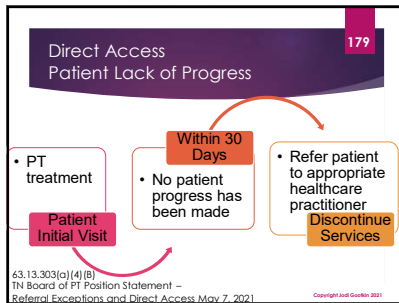 179
Direct Access
Patient Lack of Progress
• PT
treatment
Patient
Initial Visit
Within 30
Days
• No patient
progress has
been made
• Refer patient
to appropriate
healthcare
practitioner
Discontinue
Services
63.13.303(a)(4)(B)
TN Board of PT Position Statement –
Referral Exceptions and Direct Access May 7, 2021
Copyright Jodi Gootkin 2021